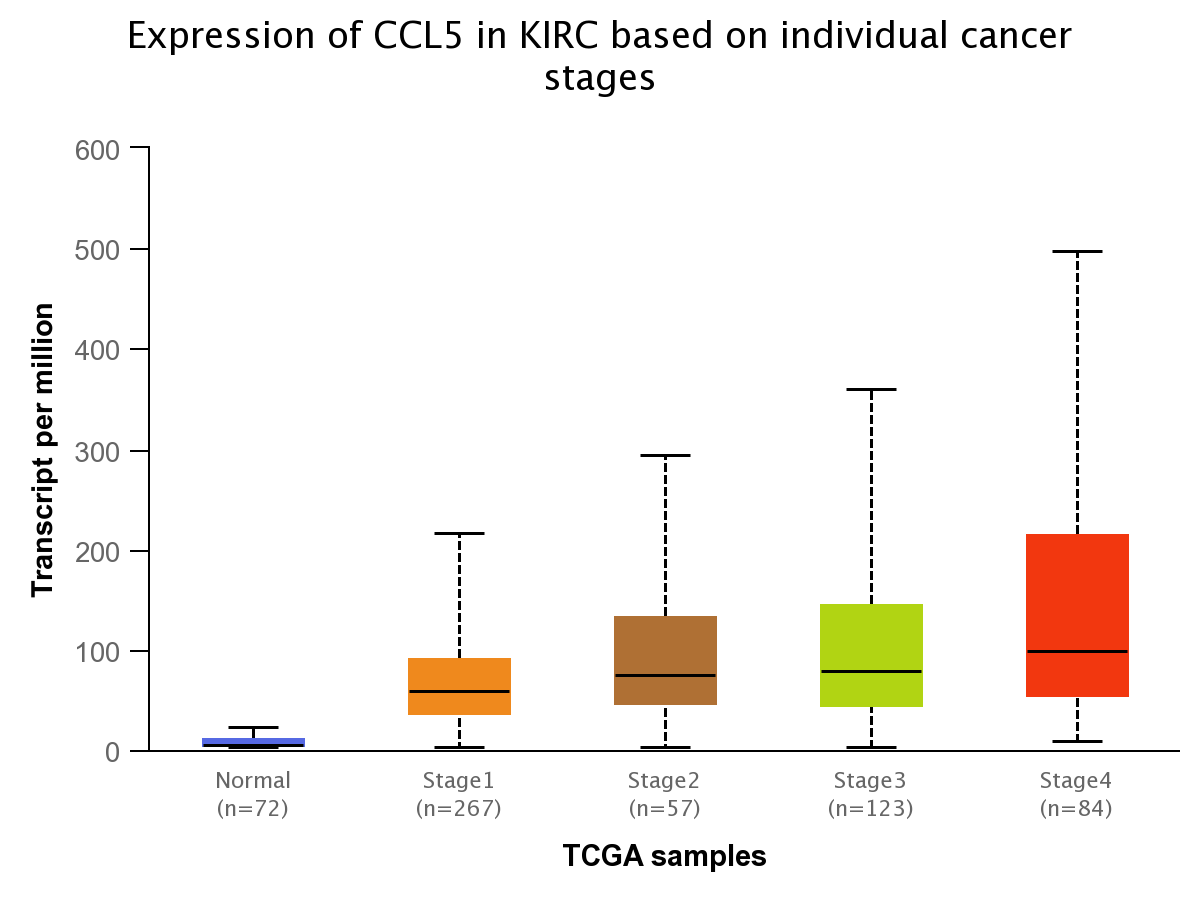 Expression of CCL5 in KIRC based on individual cancer
stages
600
500
400
300
200
100
0
Transcript per million
Normal
(n=72)
Stage1
(n=267)
Stage2
(n=57)
Stage3
(n=123)
Stage4
(n=84)
TCGA samples